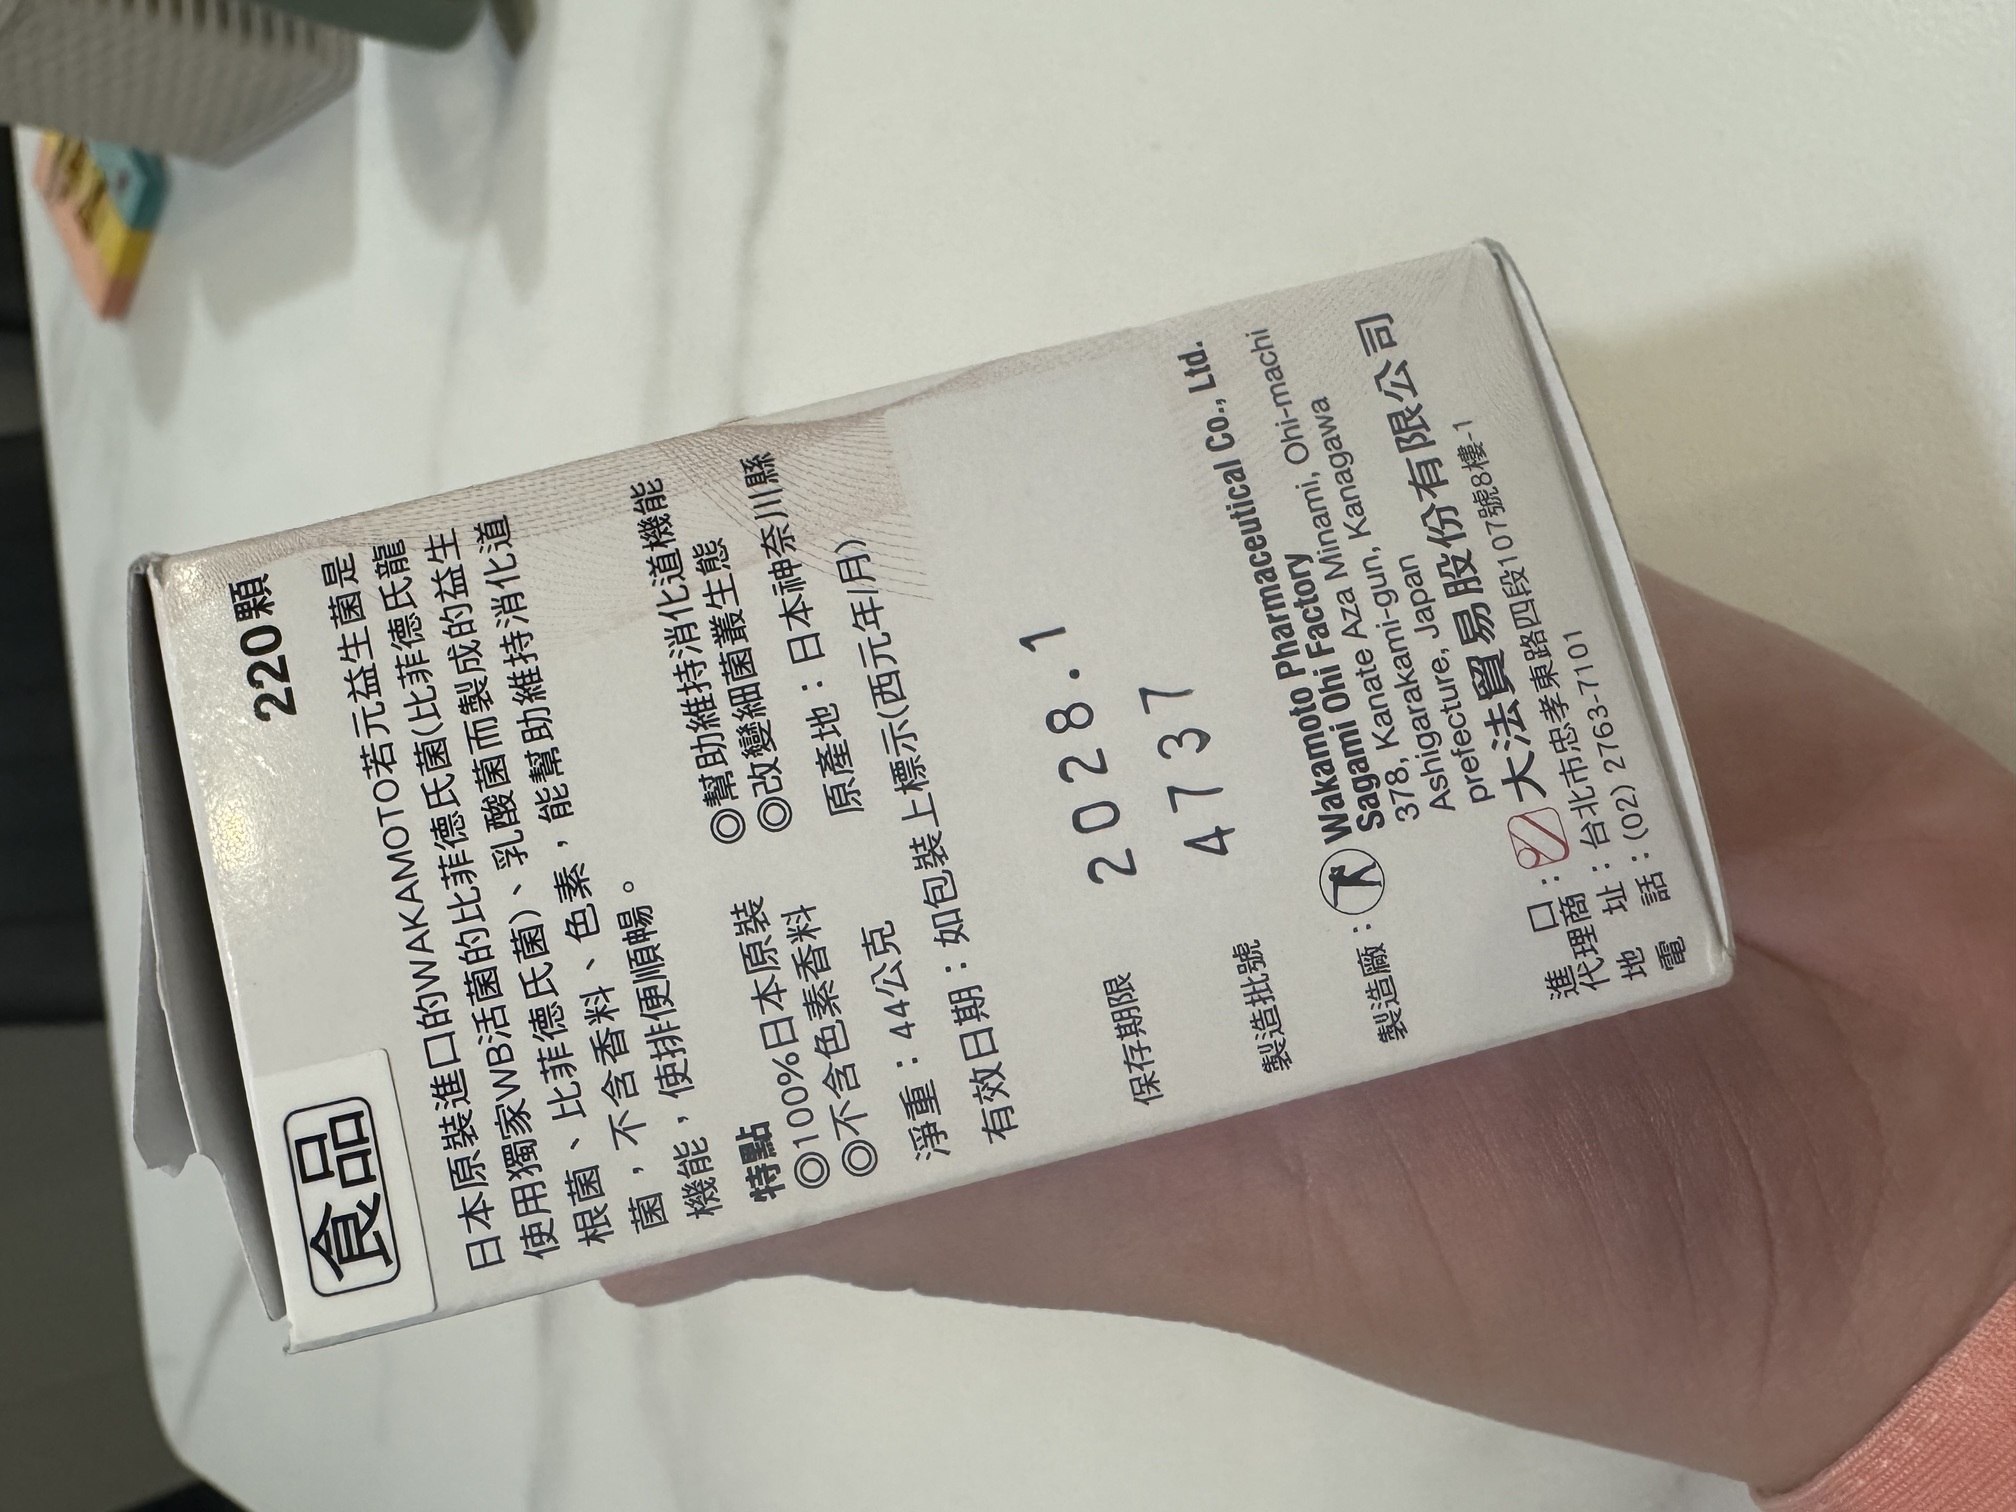 食品
220顆
日本原裝進口的WAKAMOTO若元益生菌是
使用獨家WB活菌的比菲德氏菌(比菲德氏龍
根菌、比菲德氏菌)、乳酸菌而製成的益生
菌，不含香料、色素，能幫助維持消化道
機能，使排便順暢。
特點
◎100%日本原裝 ◎幫助維持消化道機能
◎不含色素香料 ◎改變細菌叢生態
淨重：44公克 原產地：日本神奈川縣
有效日期：如包裝上標示(西元年/月)
保存期限 2028.1
製造批號 4737
製造廠：Wakamoto Pharmaceutical Co., Ltd.
Sagami Ohi Factory
378, Kanate Aza Minami, Ohi-machi
Ashigarakami-gun, Kanagawa
prefecture, Japan
進口代理商：大法貿易股份有限公司
地址：台北市忠孝東路四段107號8樓-1
電話：(02) 2763-7101